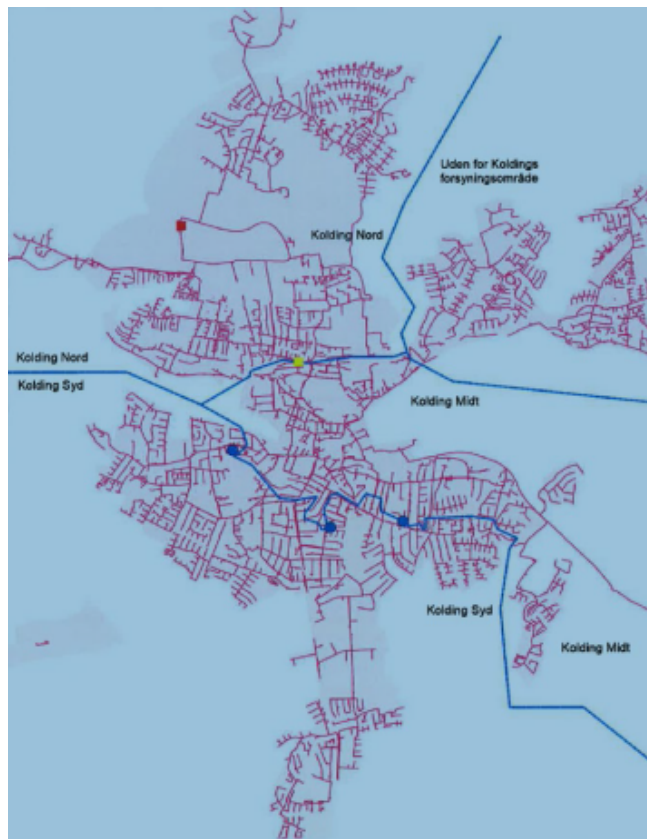 Uden for Koldings
forsyningsområde
Kolding Nord
Kolding Nord
Kolding Syd
Kolding Midt
Kolding Syd
Kolding Midt